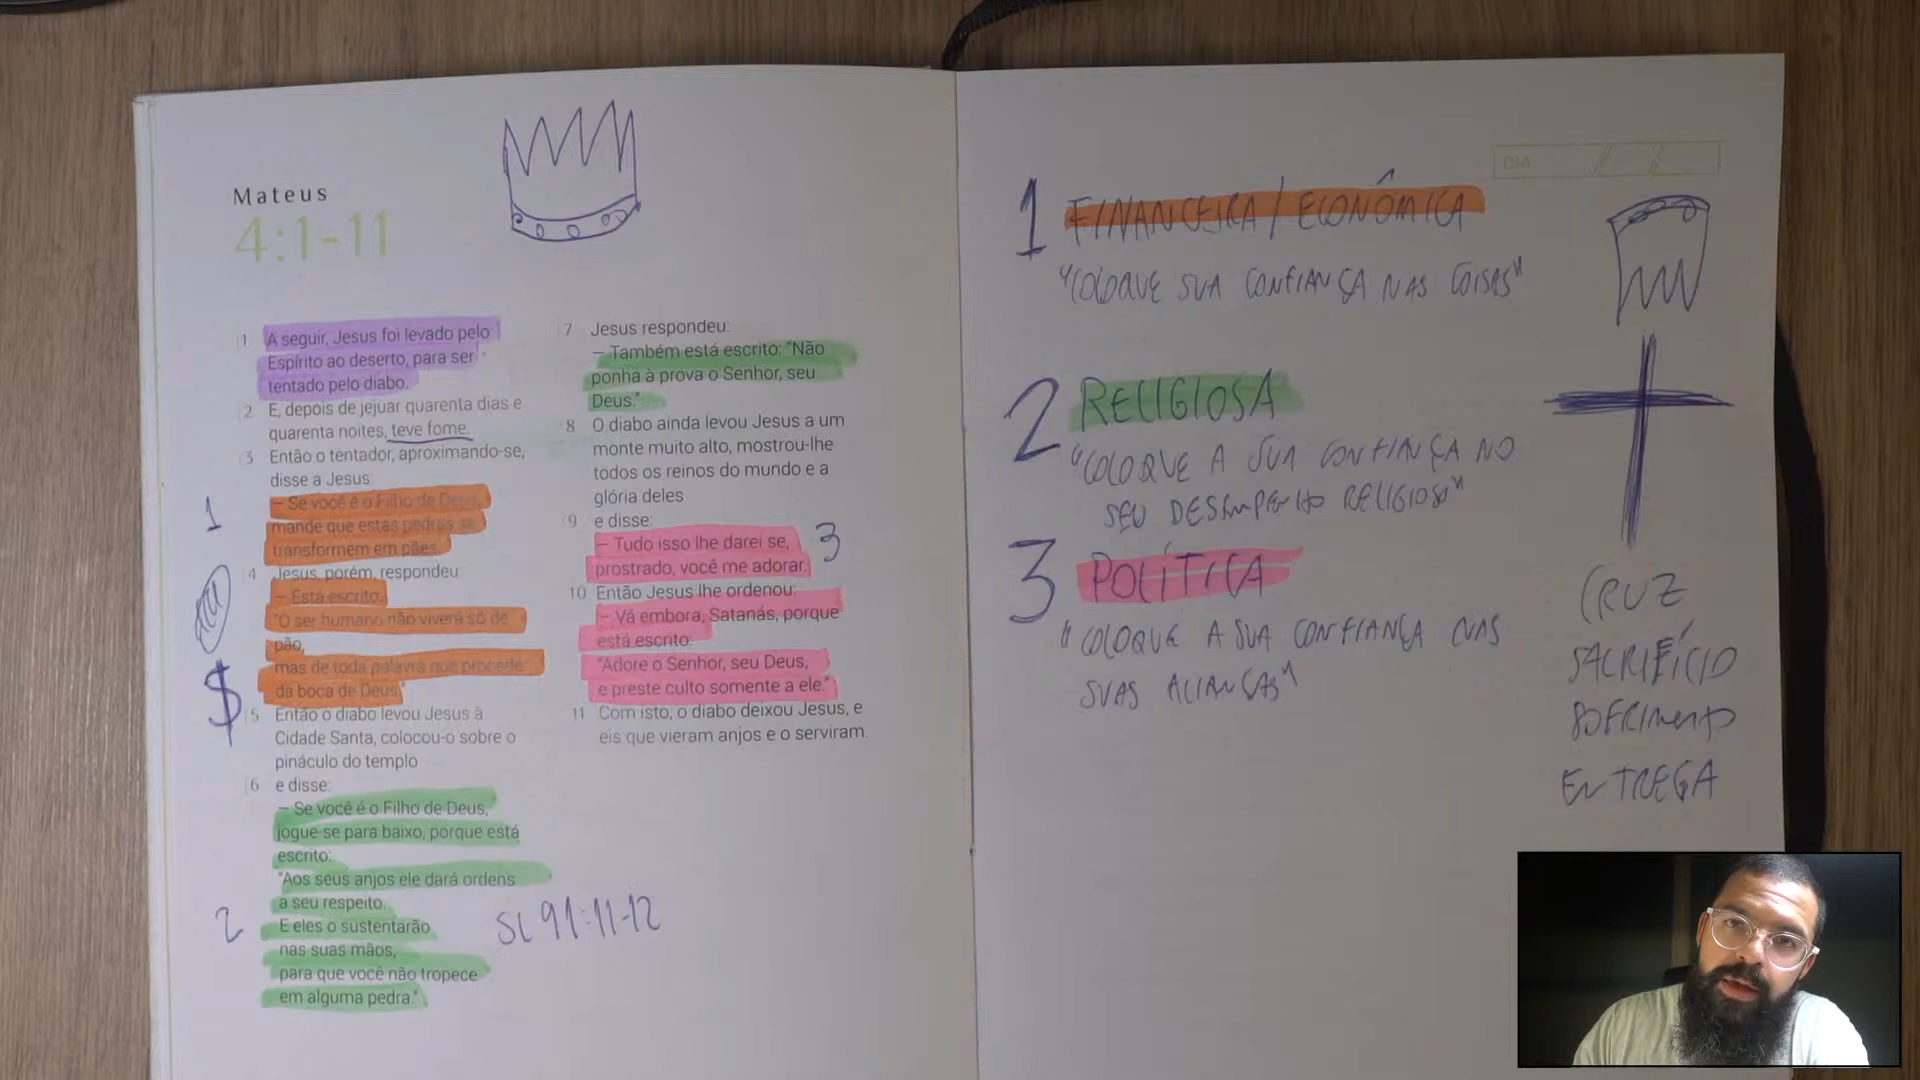 Mateus
4:1-11
1 A seguir, Jesus foi levado pelo
Espírito ao deserto, para ser
tentado pelo diabo.
2 E, depois de jejuar quarenta dias e
quarenta noites, teve fome.
3 Então o tentador, aproximando-se,
disse a Jesus:
1
– Se você é o Filho de Deus,
mande que estas pedras se
transformem em pães.
4 Jesus, porém, respondeu:
– Está escrito:
"O ser humano não viverá só de
pão,
mas de toda palavra que procede
da boca de Deus."
$
5 Então o diabo levou Jesus à
Cidade Santa, colocou-o sobre o
pináculo do templo
6 e disse:
– Se você é o Filho de Deus,
jogue-se para baixo, porque está
escrito:
"Aos seus anjos ele dará ordens
a seu respeito.
2
E eles o sustentarão
nas suas mãos,
para que você não tropece
em alguma pedra."
SL 91:11-12
7 Jesus respondeu:
– Também está escrito: "Não
ponha à prova o Senhor, seu
Deus."
8 O diabo ainda levou Jesus a um
monte muito alto, mostrou-lhe
todos os reinos do mundo e a
glória deles
9 e disse:
– Tudo isso lhe darei se,
prostrado, você me adorar.
3
10 Então Jesus lhe ordenou:
– Vá embora, Satanás, porque
está escrito:
"Adore o Senhor, seu Deus,
e preste culto somente a ele."
11 Com isto, o diabo deixou Jesus, e
eis que vieram anjos e o serviram.
DIA / /
1 FINANCEIRA / ECONÔMICA
"COLOQUE SUA CONFIANÇA NAS COISAS"
2 RELIGIOSA
"COLOQUE A SUA CONFIANÇA NO
SEU DESEMPENHO RELIGIOSO"
3 POLÍTICA
"COLOQUE A SUA CONFIANÇA NAS
SUAS ALIANÇAS"
CRUZ
SACRIFÍCIO
SOFRIMENTO
ENTREGA